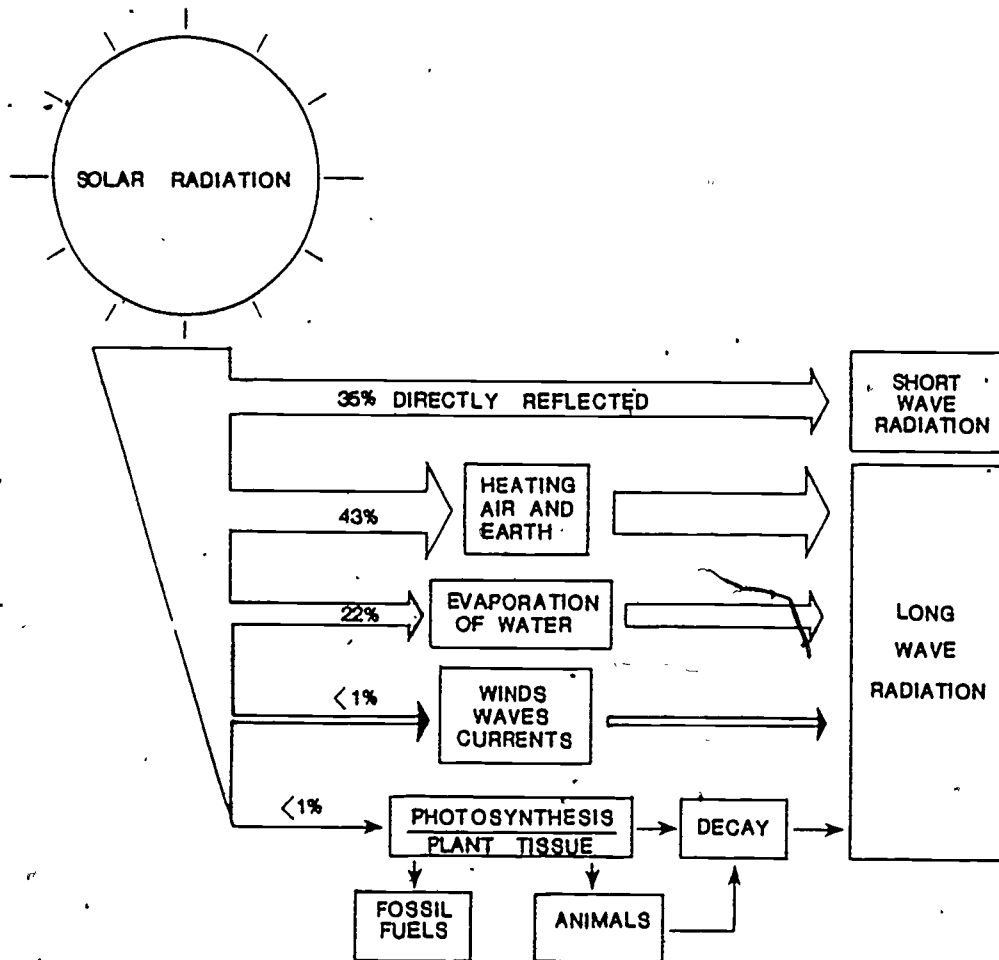 SOLAR RADIATION
35% DIRECTLY REFLECTED
SHORT
WAVE
RADIATION
43%
HEATING
AIR AND
EARTH
22%
EVAPORATION
OF WATER
LONG
WAVE
RADIATION
<1%
WINDS
WAVES
CURRENTS
<1%
PHOTOSYNTHESIS
PLANT TISSUE
DECAY
FOSSIL
FUELS
ANIMALS